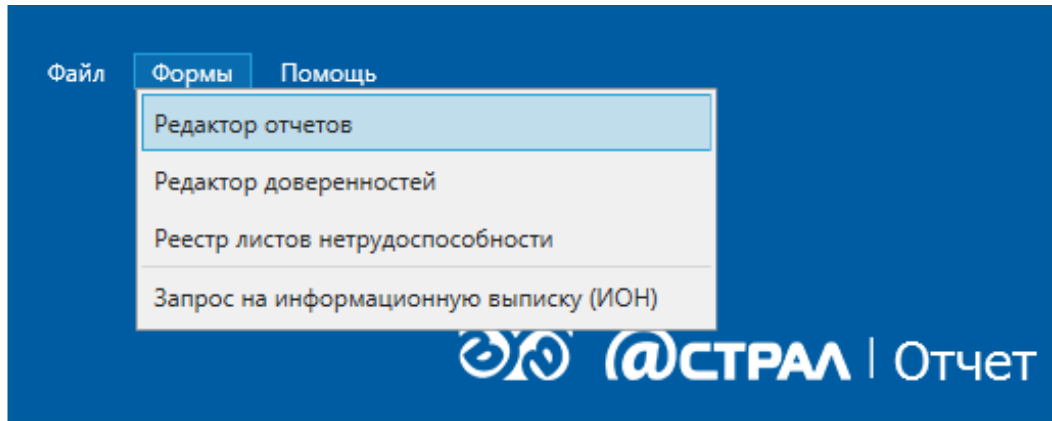 Файл Формы Помощь
Редактор отчетов
Редактор доверенностей
Реестр листов нетрудоспособности
Запрос на информационную выписку (ИОН)
@СТРАЛ | Отчет